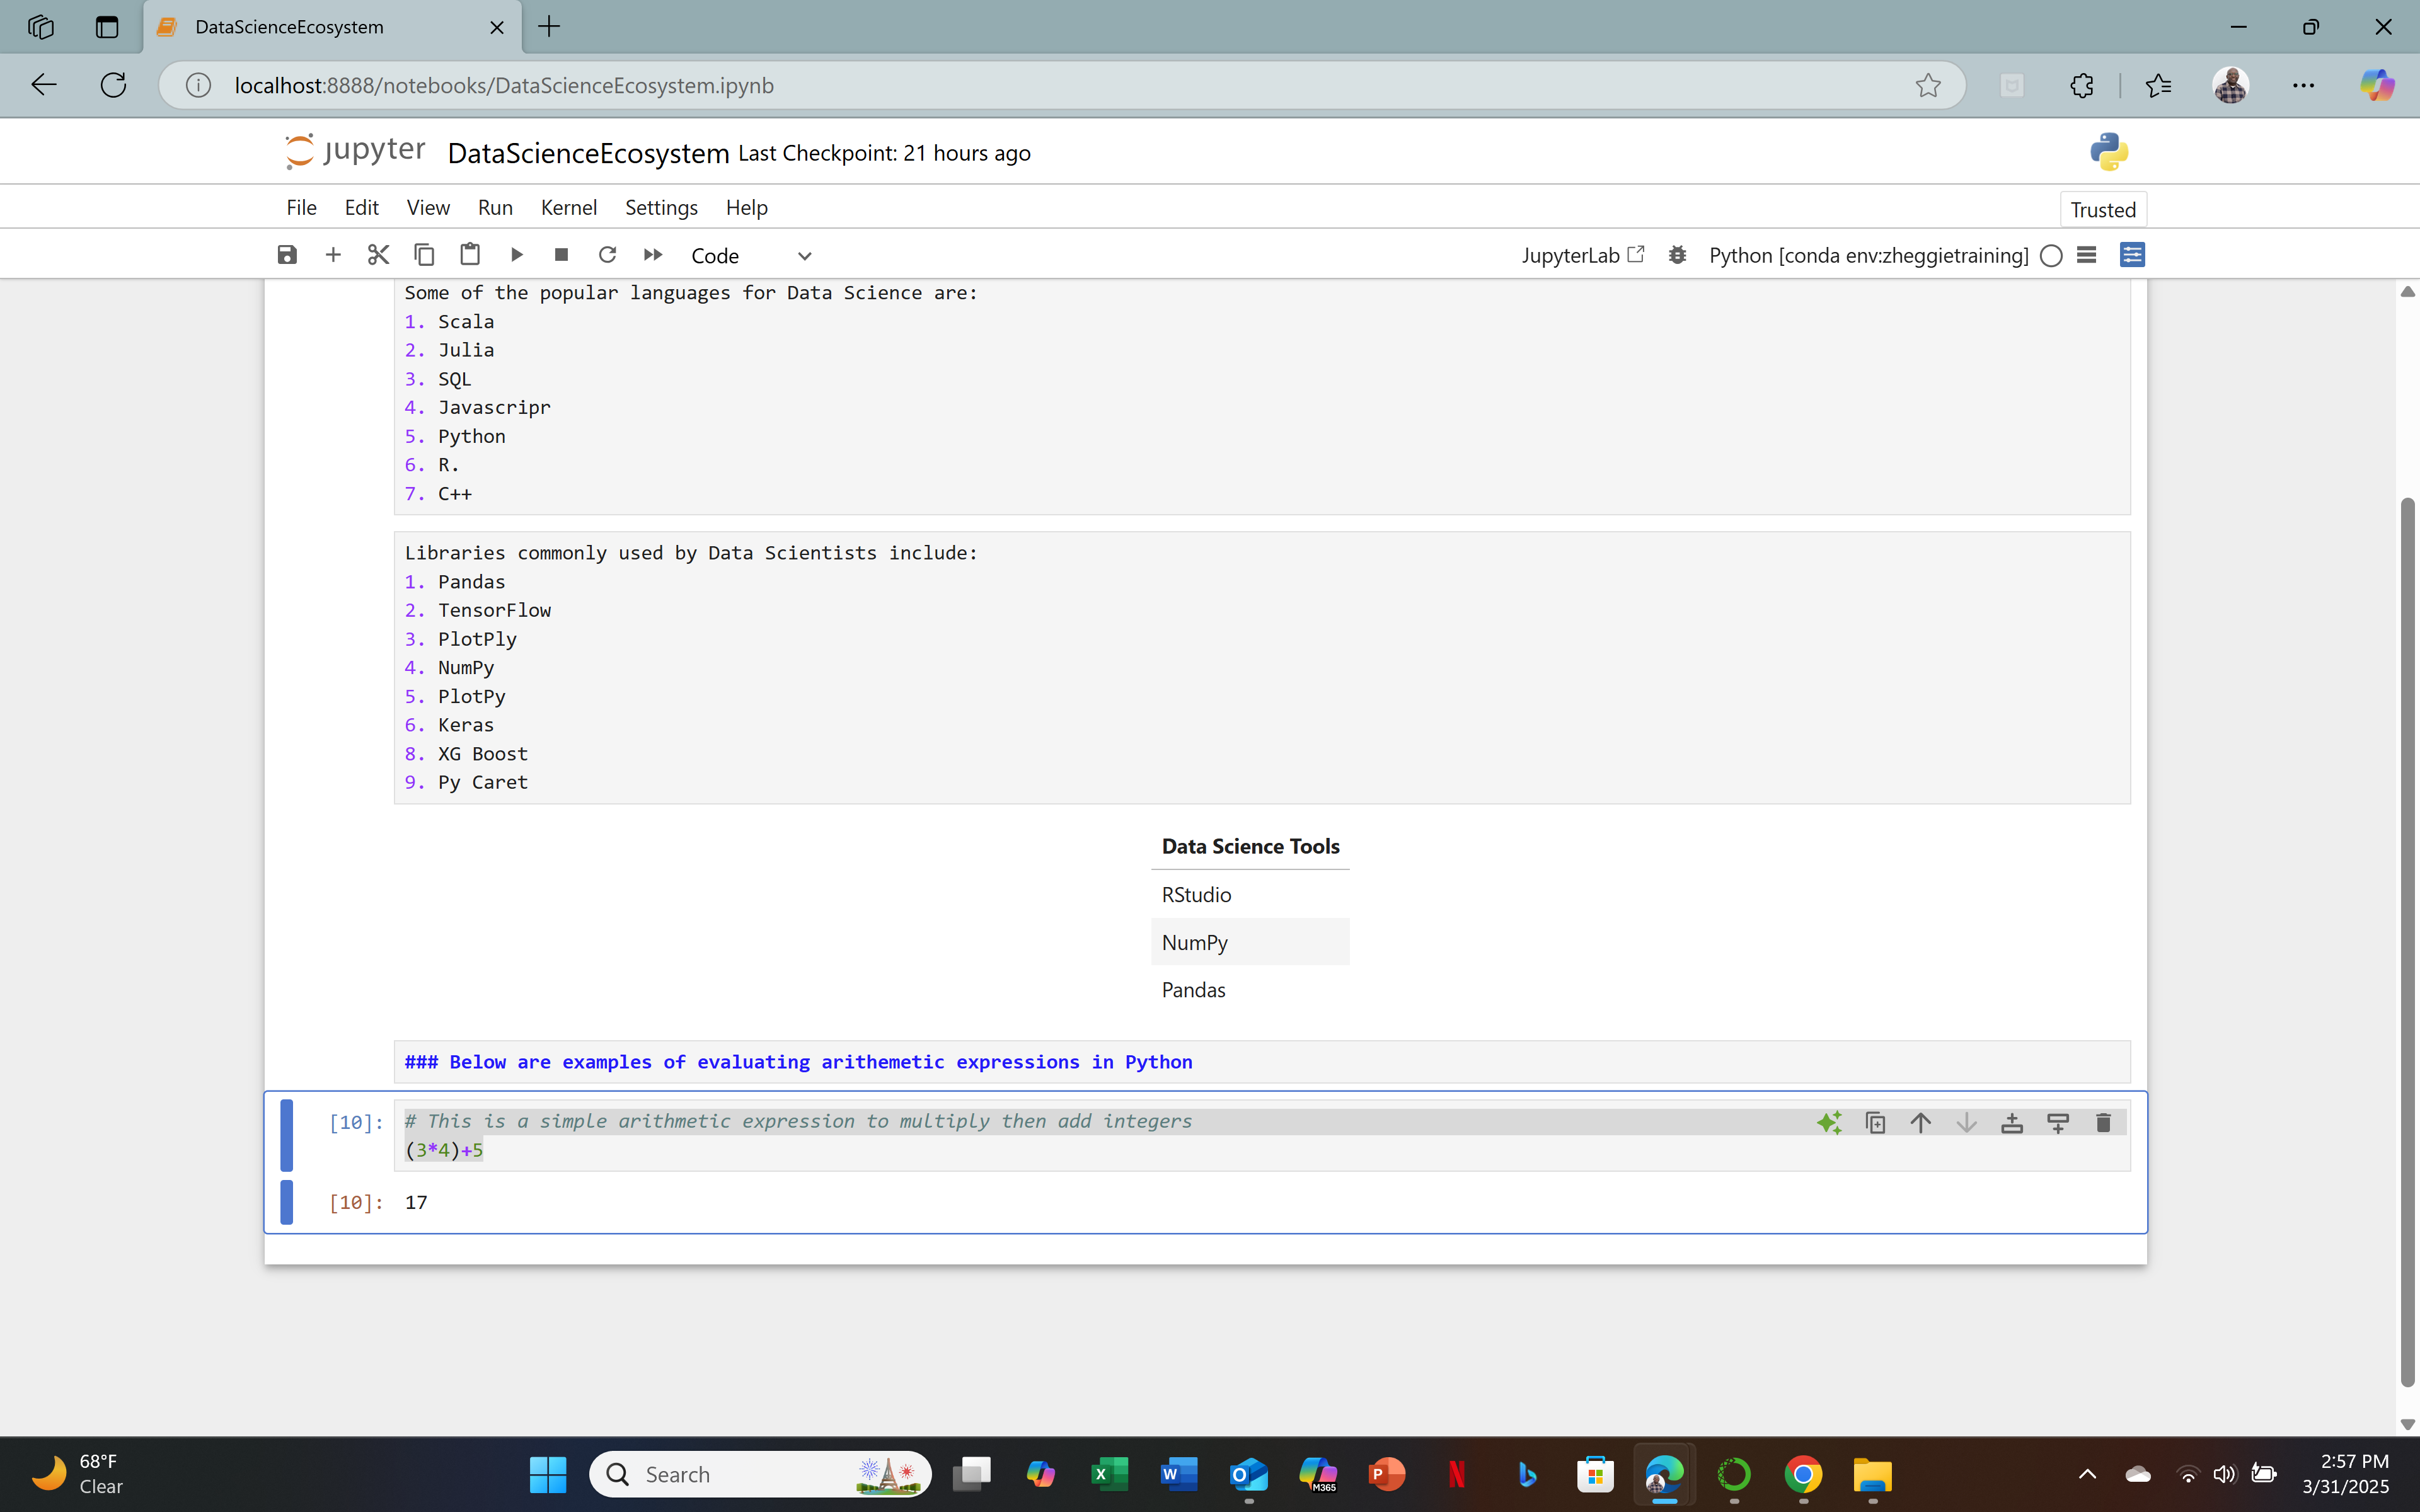 DataScienceEcosystem
localhost:8888/notebooks/DataScienceEcosystem.ipynb
jupyter DataScienceEcosystem Last Checkpoint: 21 hours ago
File Edit View Run Kernel Settings Help
Trusted
Code
JupyterLab Python [conda env:zheggietraining]
Some of the popular languages for Data Science are:
1. Scala
2. Julia
3. SQL
4. Javascripr
5. Python
6. R.
7. C++
Libraries commonly used by Data Scientists include:
1. Pandas
2. TensorFlow
3. PlotPly
4. NumPy
5. PlotPy
6. Keras
8. XG Boost
9. Py Caret
Data Science Tools
RStudio
NumPy
Pandas
### Below are examples of evaluating arithemetic expressions in Python
[10]: # This is a simple arithmetic expression to multiply then add integers
(3*4)+5
[10]: 17
68°F
Clear
Search
X
W
O
M365
P
N
b
2:57 PM
3/31/2025